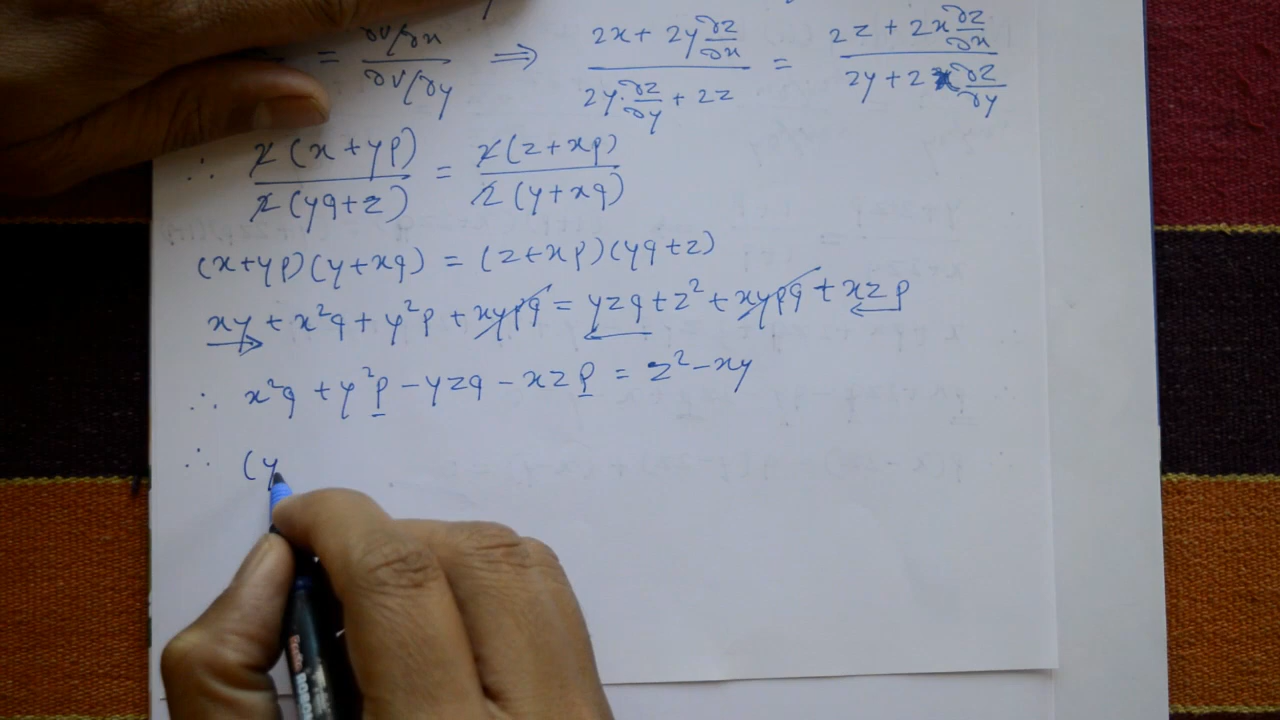 = ∂v/∂x / ∂v/∂y ⟹ (2x + 2y ∂z/∂x) / (2y·∂z/∂y + 2z) = (2z + 2x ∂z/∂x) / (2y + 2x ∂z/∂y)
∴ 2(x + yp) / 2(yq + z) = 2(z + xp) / 2(y + xq)
(x + yp)(y + xq) = (z + xp)(yq + z)
xy + x²q + y²p + xypq = yzq + z² + xypq + xzp
∴ x²q + y²p − yzq − xzp = z² − xy
∴ (y